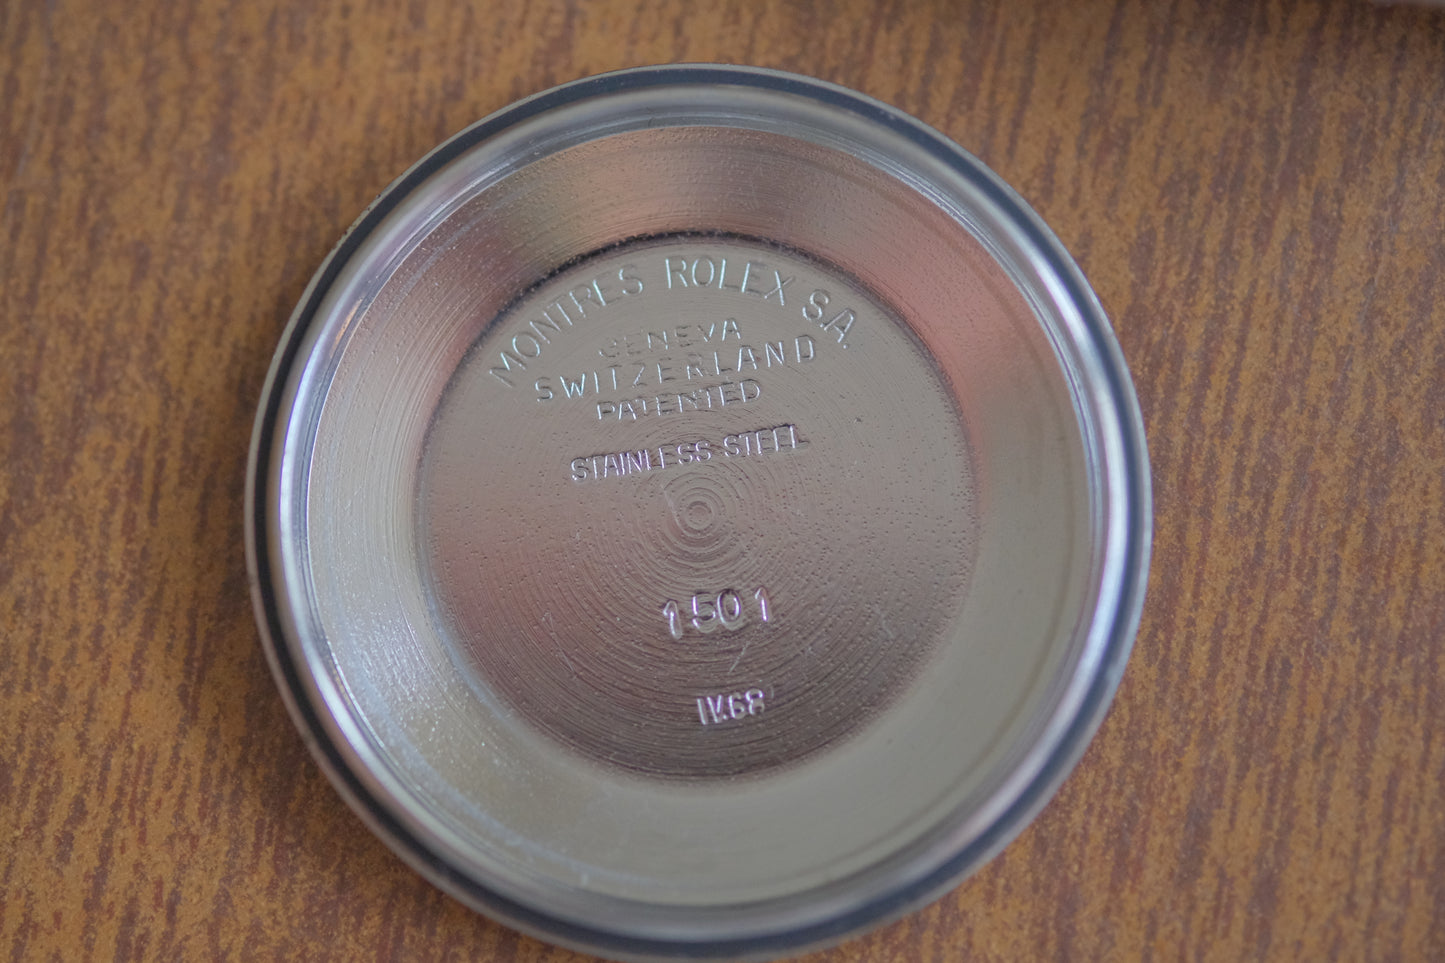 MONTRES ROLEX S.A.
GENEVA
SWITZERLAND
PATENTED
STAINLESS STEEL
1501
IV.68